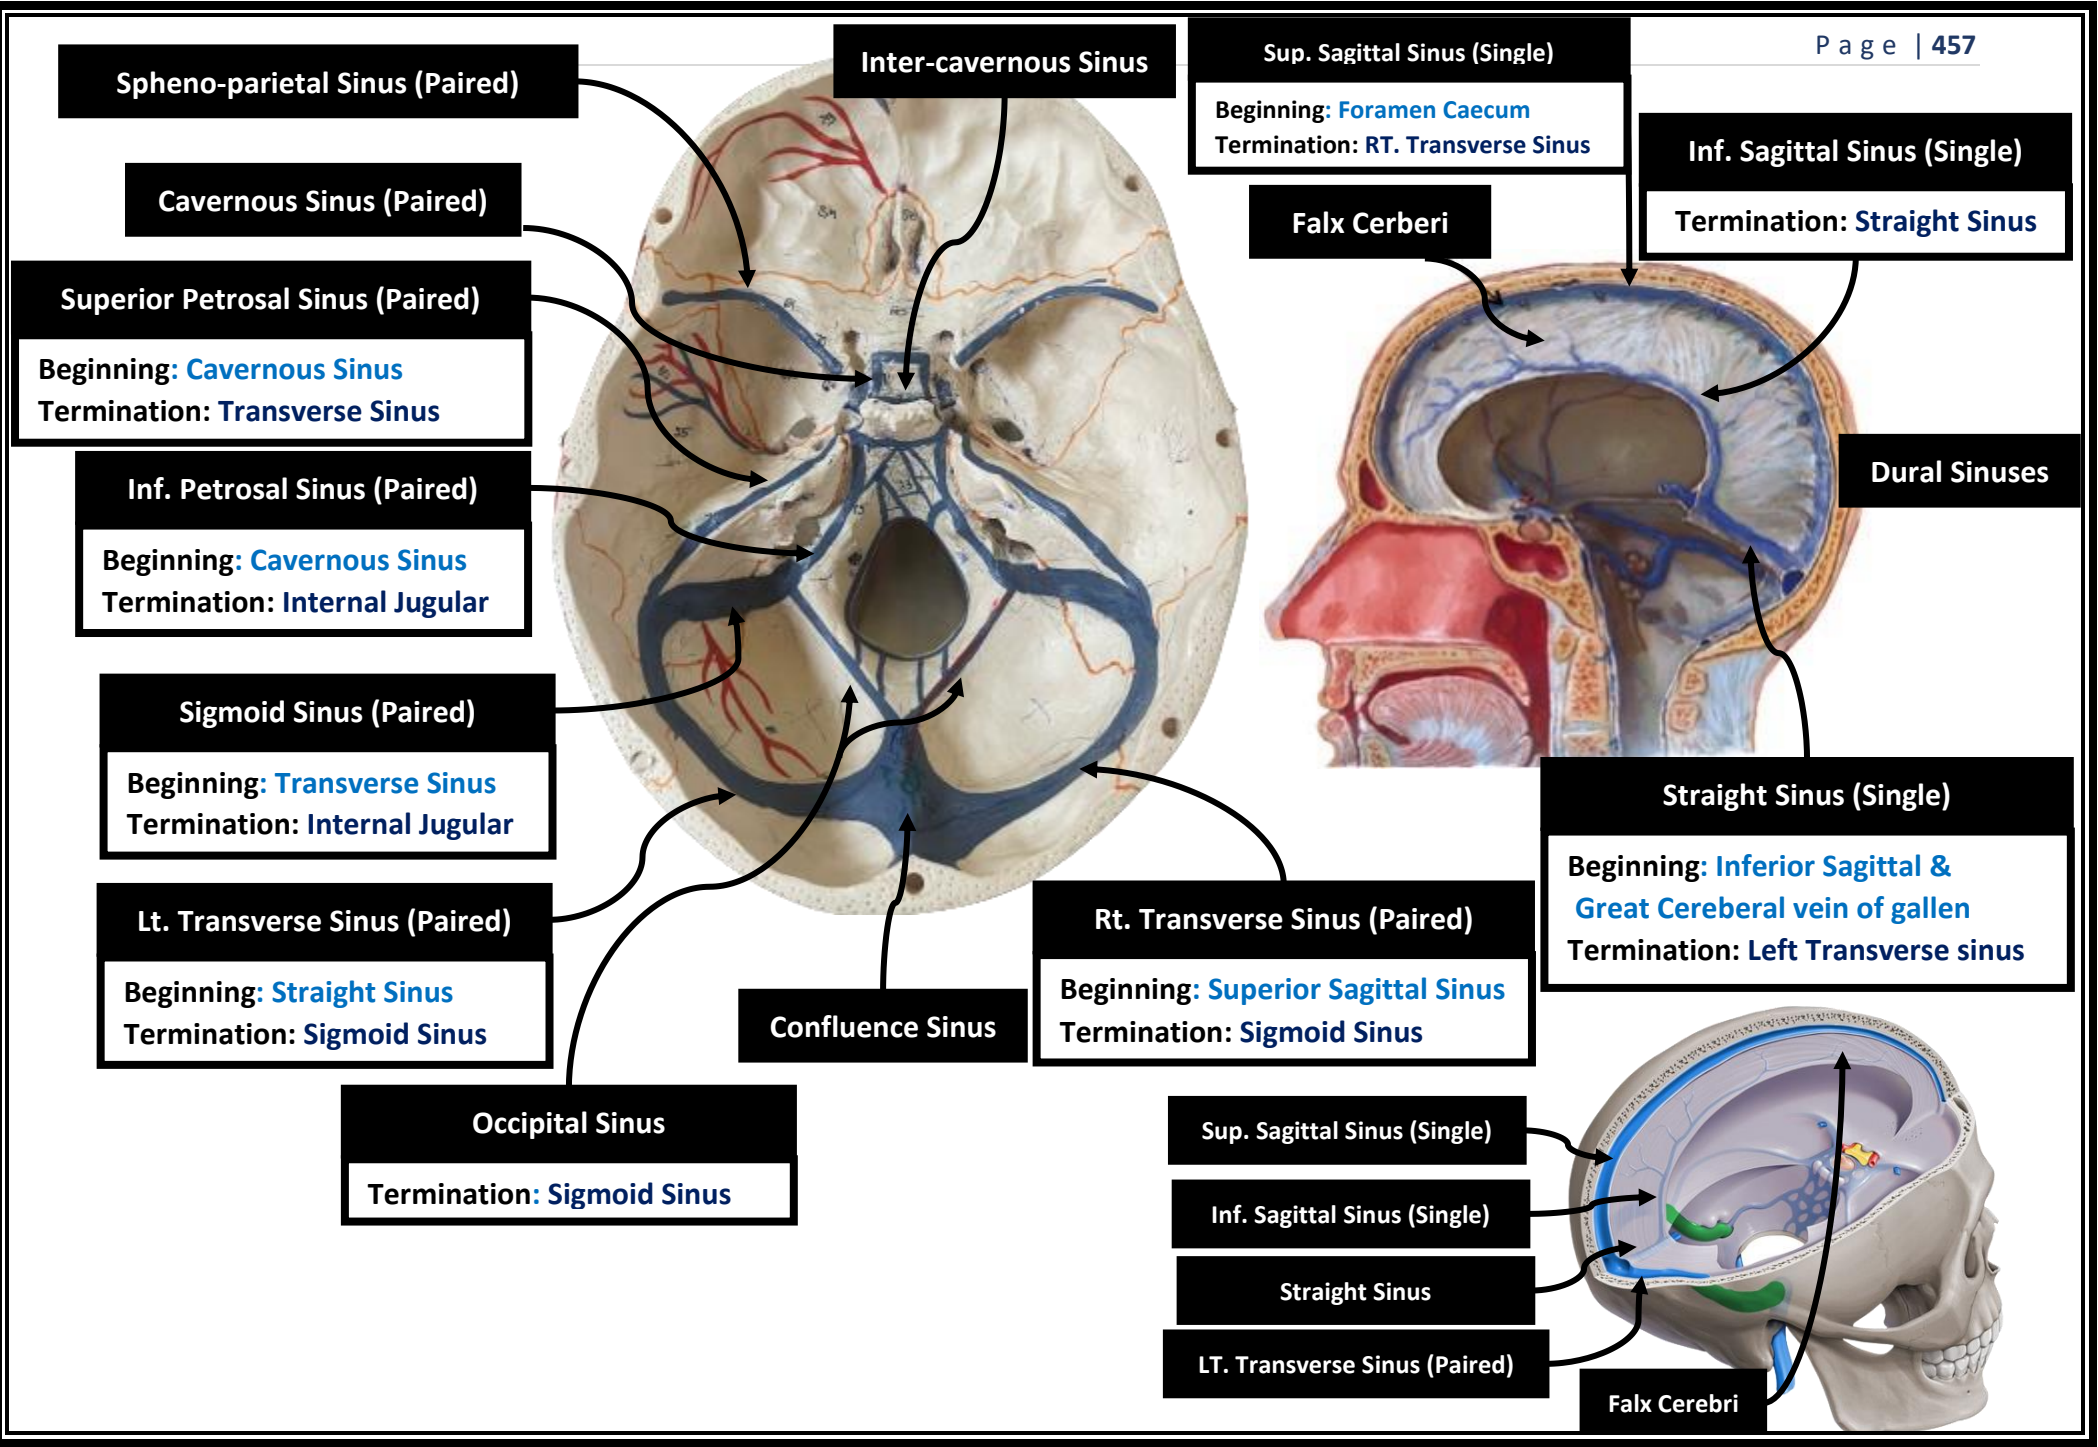 Page | 457
Spheno-parietal Sinus (Paired)
Inter-cavernous Sinus
Sup. Sagittal Sinus (Single)
Beginning: Foramen Caecum
Termination: RT. Transverse Sinus
Inf. Sagittal Sinus (Single)
Termination: Straight Sinus
Cavernous Sinus (Paired)
Falx Cerberi
Superior Petrosal Sinus (Paired)
Beginning: Cavernous Sinus
Termination: Transverse Sinus
Inf. Petrosal Sinus (Paired)
Beginning: Cavernous Sinus
Termination: Internal Jugular
Dural Sinuses
Sigmoid Sinus (Paired)
Beginning: Transverse Sinus
Termination: Internal Jugular
Straight Sinus (Single)
Beginning: Inferior Sagittal &
Great Cereberal vein of gallen
Termination: Left Transverse sinus
Lt. Transverse Sinus (Paired)
Beginning: Straight Sinus
Termination: Sigmoid Sinus
Rt. Transverse Sinus (Paired)
Beginning: Superior Sagittal Sinus
Termination: Sigmoid Sinus
Confluence Sinus
Occipital Sinus
Termination: Sigmoid Sinus
Sup. Sagittal Sinus (Single)
Inf. Sagittal Sinus (Single)
Straight Sinus
LT. Transverse Sinus (Paired)
Falx Cerebri
33